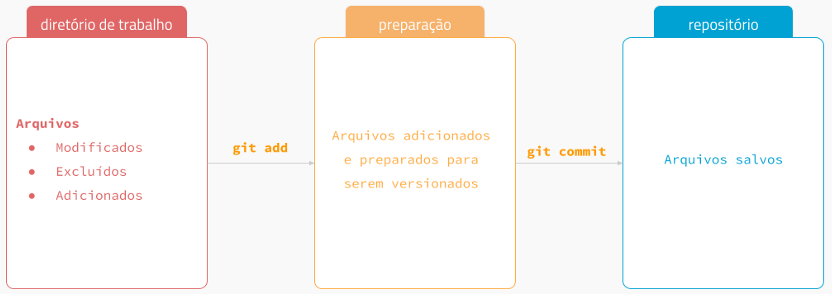 diretório de trabalho
preparação
repositório
Arquivos
● Modificados
● Excluídos
● Adicionados
git add
Arquivos adicionados
e preparados para
serem versionados
git commit
Arquivos salvos